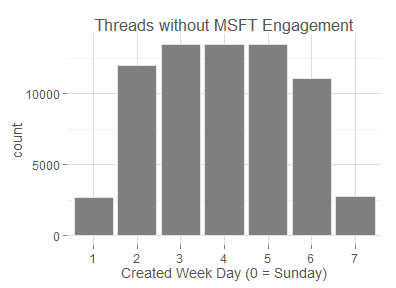 Threads without MSFT Engagement
count
10000
5000
0
1 2 3 4 5 6 7
Created Week Day (0 = Sunday)